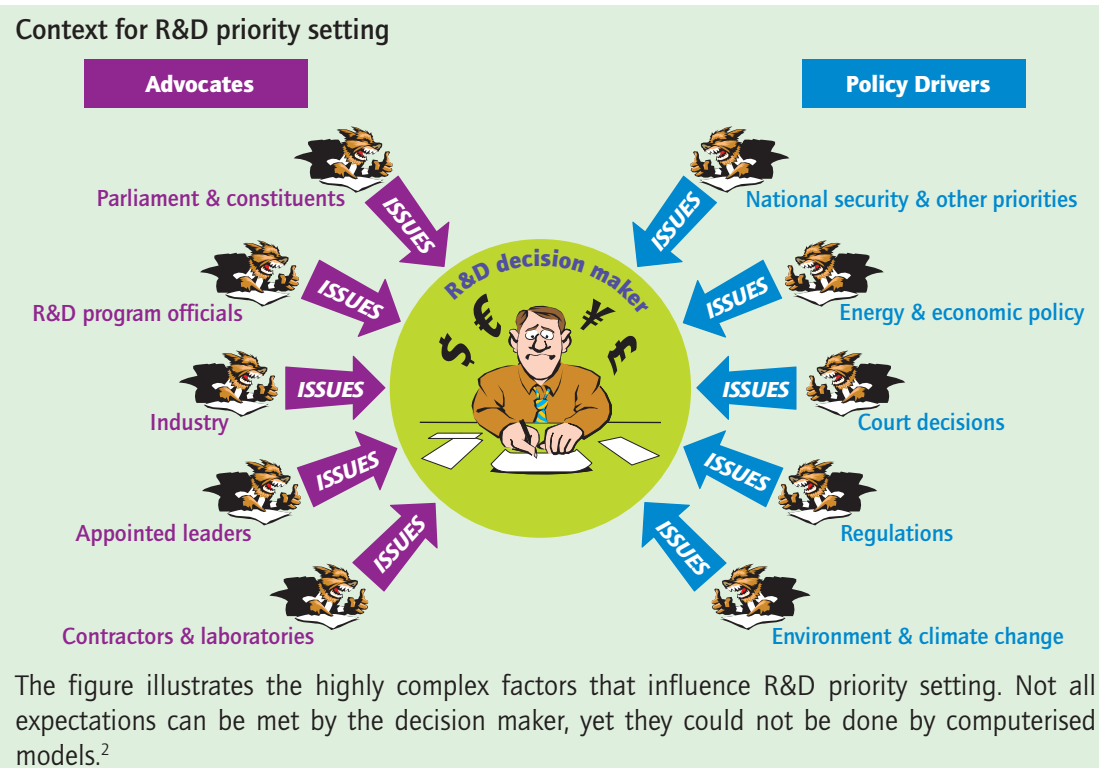 Context for R&D priority setting
Advocates
Policy Drivers
Parliament & constituents
ISSUES
R&D program officials
ISSUES
Industry
ISSUES
Appointed leaders
ISSUES
Contractors & laboratories
ISSUES
R&D decision maker
$ € ¥ £
National security & other priorities
ISSUES
Energy & economic policy
ISSUES
Court decisions
ISSUES
Regulations
ISSUES
Environment & climate change
ISSUES
The figure illustrates the highly complex factors that influence R&D priority setting. Not all
expectations can be met by the decision maker, yet they could not be done by computerised
models.2